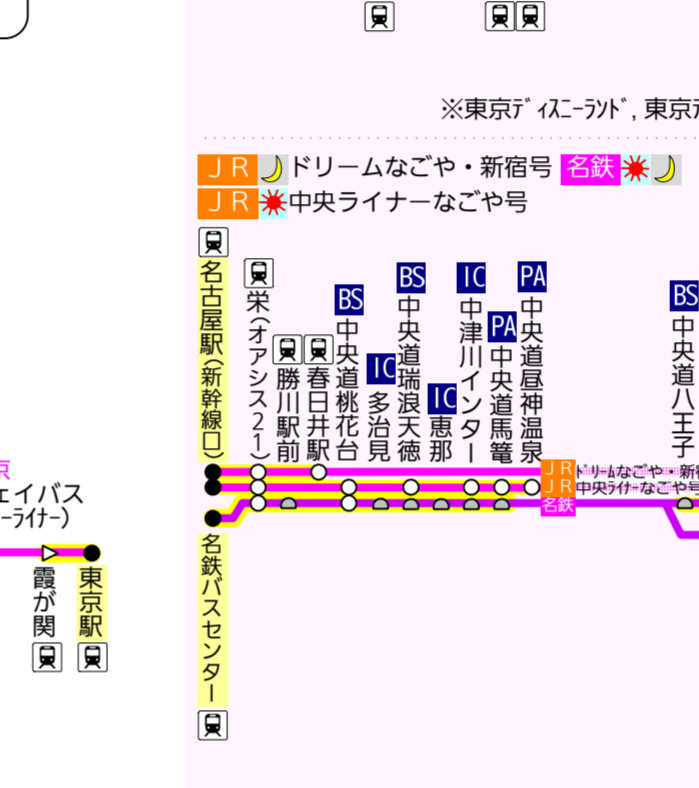 ※東京ディズニーランド，東京
ＪＲ ドリームなごや・新宿号 名鉄
ＪＲ 中央ライナーなごや号
名古屋駅(新幹線口)
栄(オアシス21)
勝川駅前
春日井駅
BS 中央道桃花台
IC 多治見
BS 中央道瑞浪天徳
IC 恵那
IC 中津川インター
PA 中央道馬篭
PA 中央道昼神温泉
BS 中央道八王子
ＪＲ ドリームなごや・新宿
ＪＲ 中央ライナーなごや号
名鉄
名鉄バスセンター
京
ェイバス
ーライナー)
霞が関
東京駅